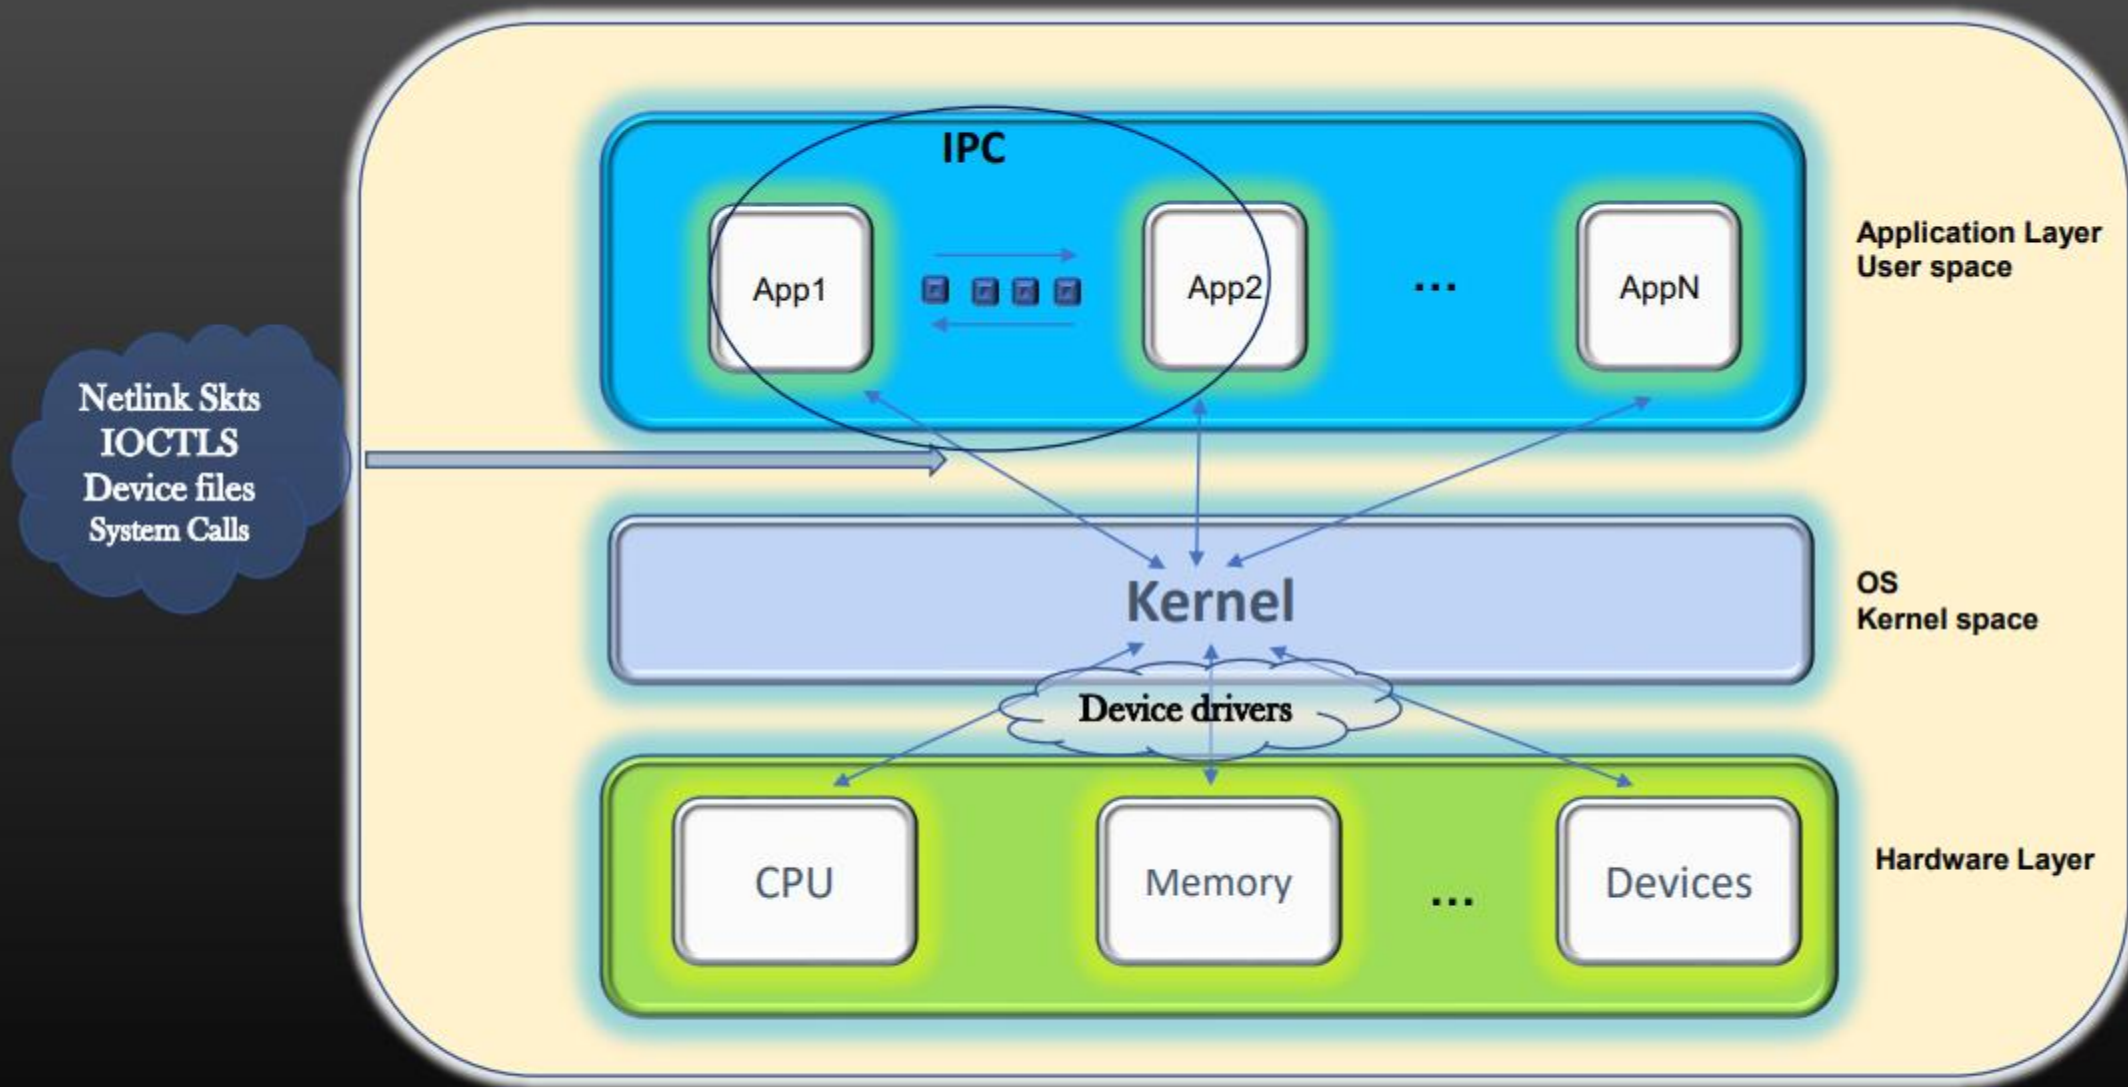 IPC
App1
App2
...
AppN
Application Layer
User space
Netlink Skts
IOCTLS
Device files
System Calls
Kernel
OS
Kernel space
Device drivers
CPU
Memory
...
Devices
Hardware Layer